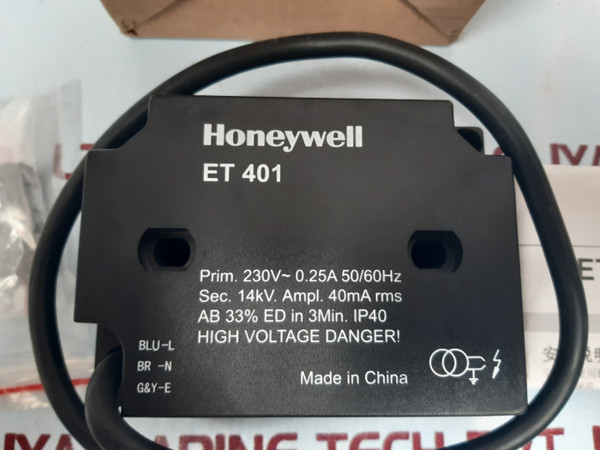 Honeywell
ET 401
Prim. 230V~ 0.25A 50/60Hz
Sec. 14kV. Ampl. 40mA rms
AB 33% ED in 3Min. IP40
HIGH VOLTAGE DANGER!
BLU-L
BR -N
G&Y-E
Made in China
ET